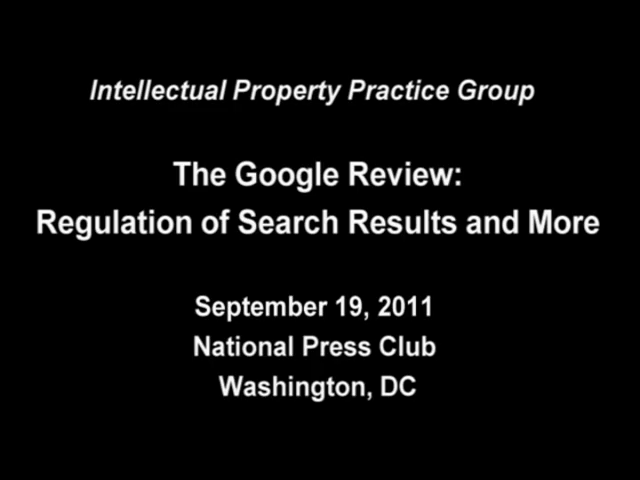 Intellectual Property Practice Group
The Google Review:
Regulation of Search Results and More
September 19, 2011
National Press Club
Washington, DC